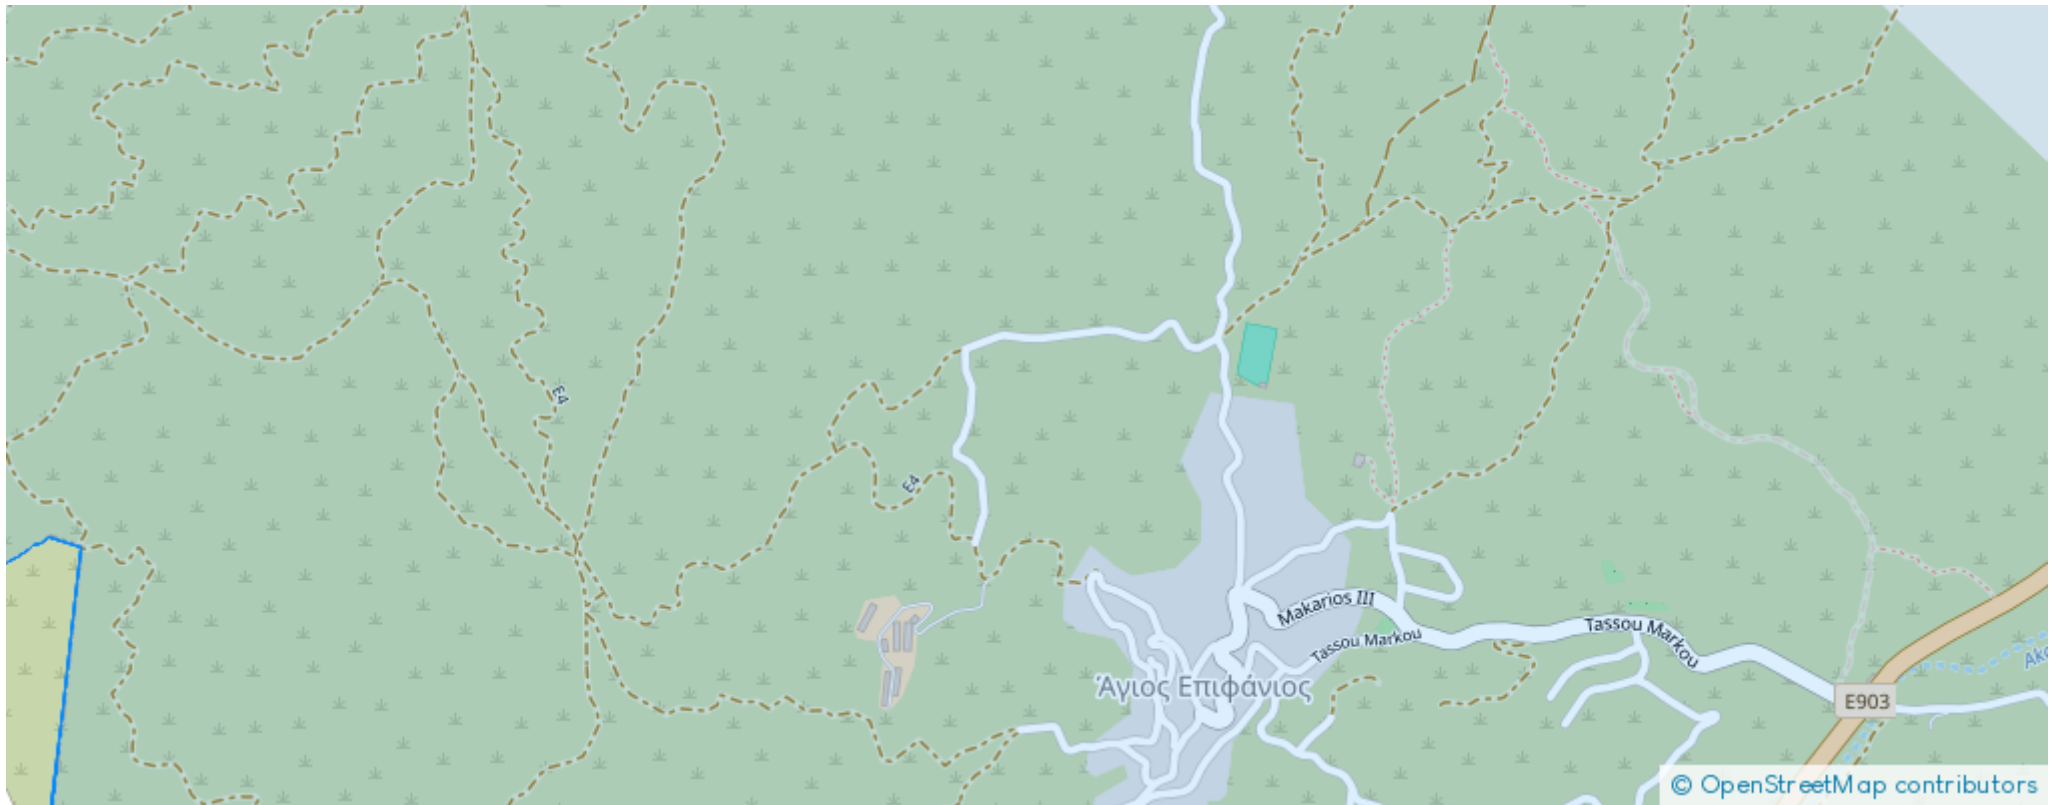 E4
E4
Makarios III
Tassou Markou
Tassou Markou
Άγιος Επιφάνιος
E903
© OpenStreetMap contributors